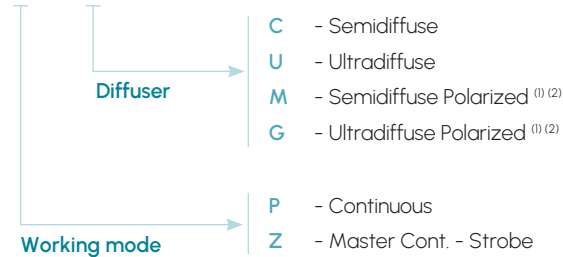 C - Semidiffuse
U - Ultradiffuse
Diffuser
M - Semidiffuse Polarized (1) (2)
G - Ultradiffuse Polarized (1) (2)
P - Continuous
Working mode
Z - Master Cont. - Strobe